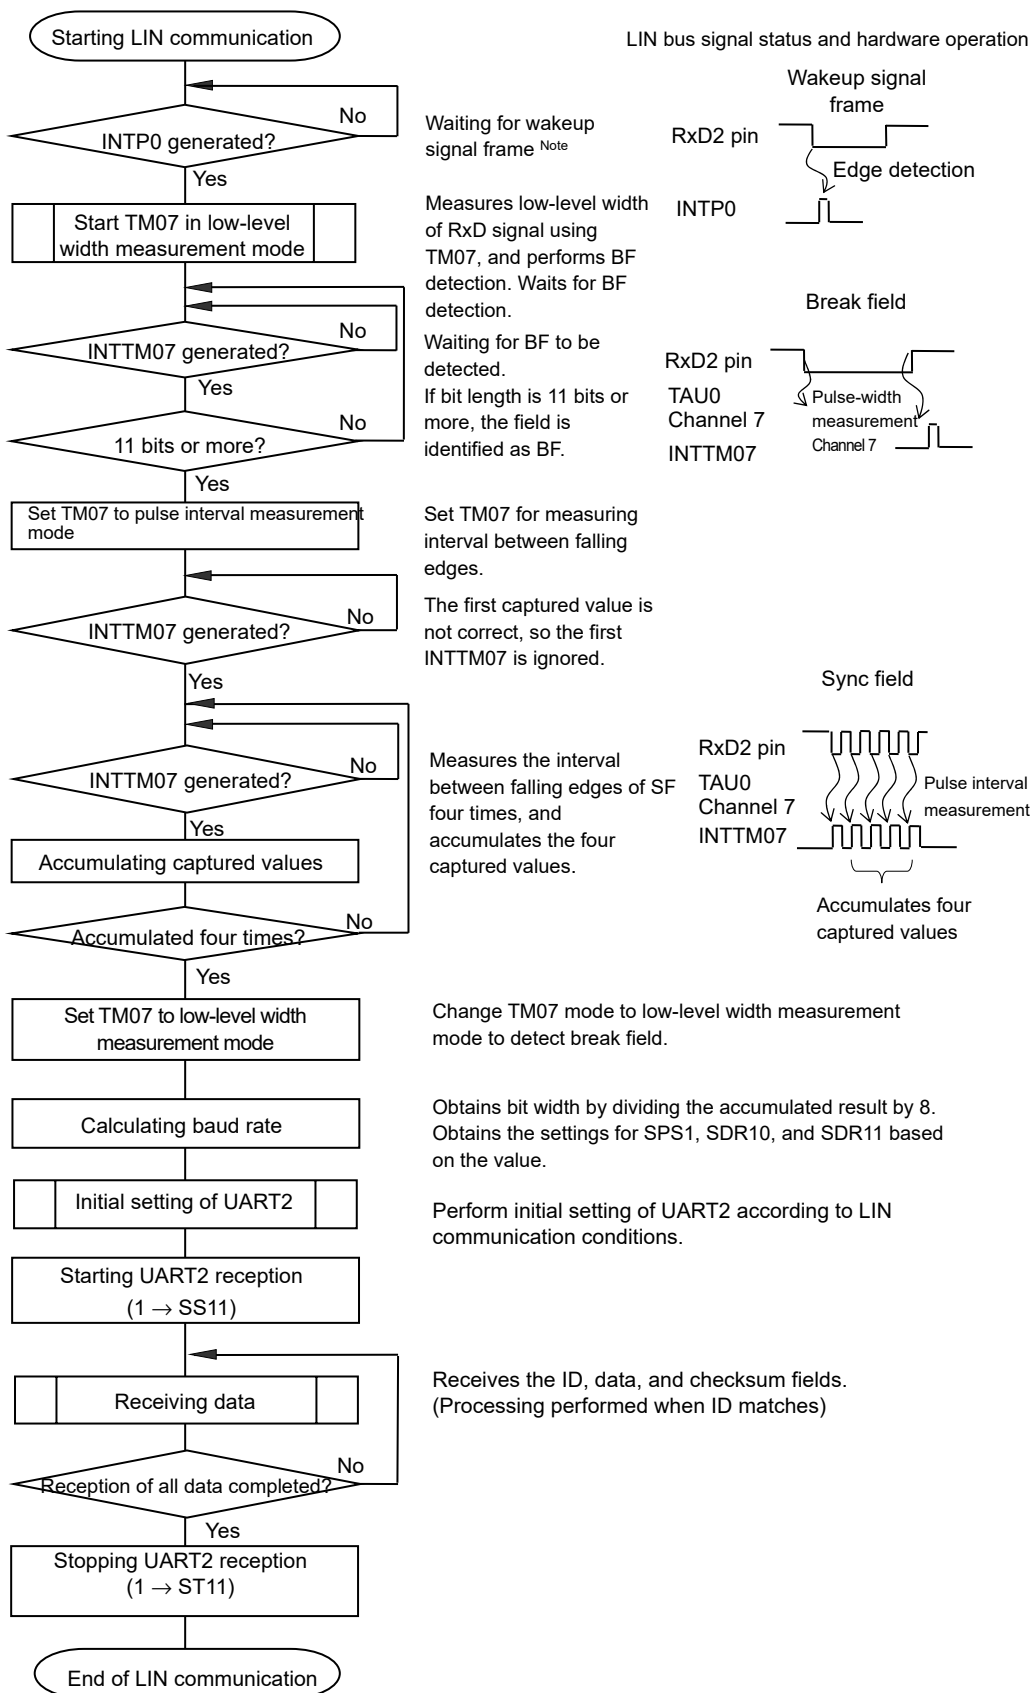 Starting LIN communication
LIN bus signal status and hardware operation
No
INTP0 generated?
Yes
Waiting for wakeup
signal frame Note
Wakeup signal
frame
RxD2 pin
Edge detection
INTP0
Start TM07 in low-level
width measurement mode
Measures low-level width
of RxD signal using
TM07, and performs BF
detection. Waits for BF
detection.
No
INTTM07 generated?
Yes
Waiting for BF to be
detected.
If bit length is 11 bits or
more, the field is
identified as BF.
No
11 bits or more?
Yes
Break field
RxD2 pin
TAU0
Channel 7
INTTM07
Pulse-width
measurement
Channel 7
Set TM07 to pulse interval measurement
mode
Set TM07 for measuring
interval between falling
edges.
No
INTTM07 generated?
Yes
The first captured value is
not correct, so the first
INTTM07 is ignored.
Sync field
RxD2 pin
TAU0
Channel 7
INTTM07
Pulse interval
measurement
Accumulates four
captured values
No
INTTM07 generated?
Yes
Measures the interval
between falling edges of SF
four times, and
accumulates the four
captured values.
Accumulating captured values
No
Accumulated four times?
Yes
Set TM07 to low-level width
measurement mode
Change TM07 mode to low-level width measurement
mode to detect break field.
Calculating baud rate
Obtains bit width by dividing the accumulated result by 8.
Obtains the settings for SPS1, SDR10, and SDR11 based
on the value.
Initial setting of UART2
Perform initial setting of UART2 according to LIN
communication conditions.
Starting UART2 reception
(1 → SS11)
Receiving data
Receives the ID, data, and checksum fields.
(Processing performed when ID matches)
No
Reception of all data completed?
Yes
Stopping UART2 reception
(1 → ST11)
End of LIN communication